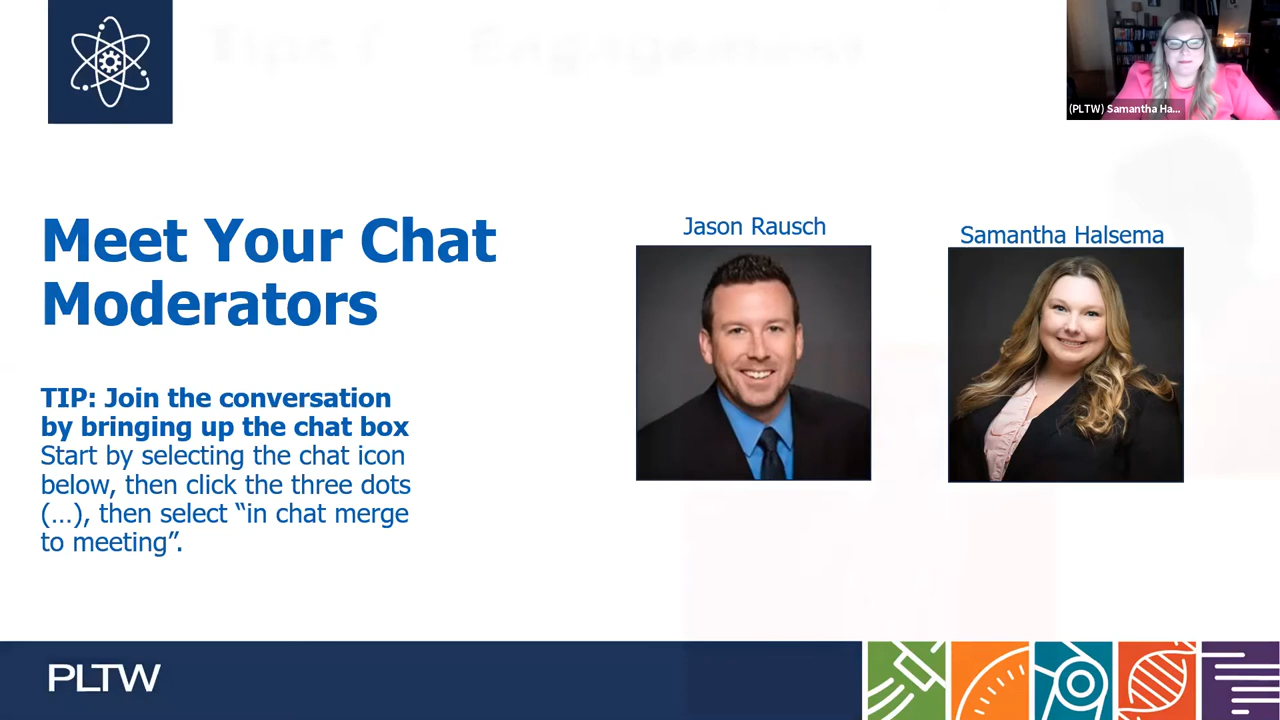 (PLTW) Samantha Ha...
Meet Your Chat
Moderators
TIP: Join the conversation
by bringing up the chat box
Start by selecting the chat icon
below, then click the three dots
(...), then select “in chat merge
to meeting”.
Jason Rausch
Samantha Halsema
PLTW